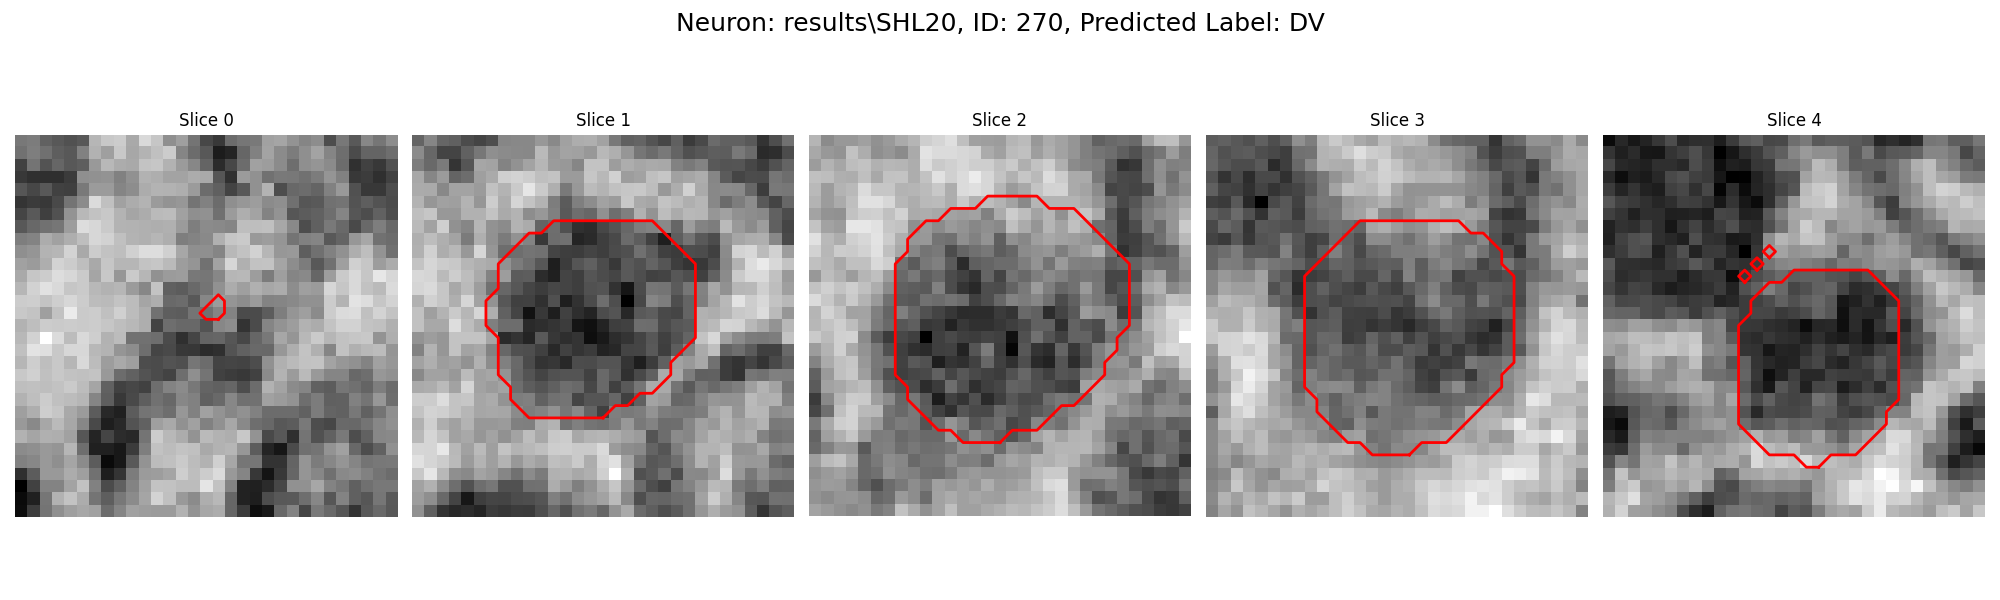 Neuron: results\SHL20, ID: 270, Predicted Label: DV
Slice 0
Slice 1
Slice 2
Slice 3
Slice 4